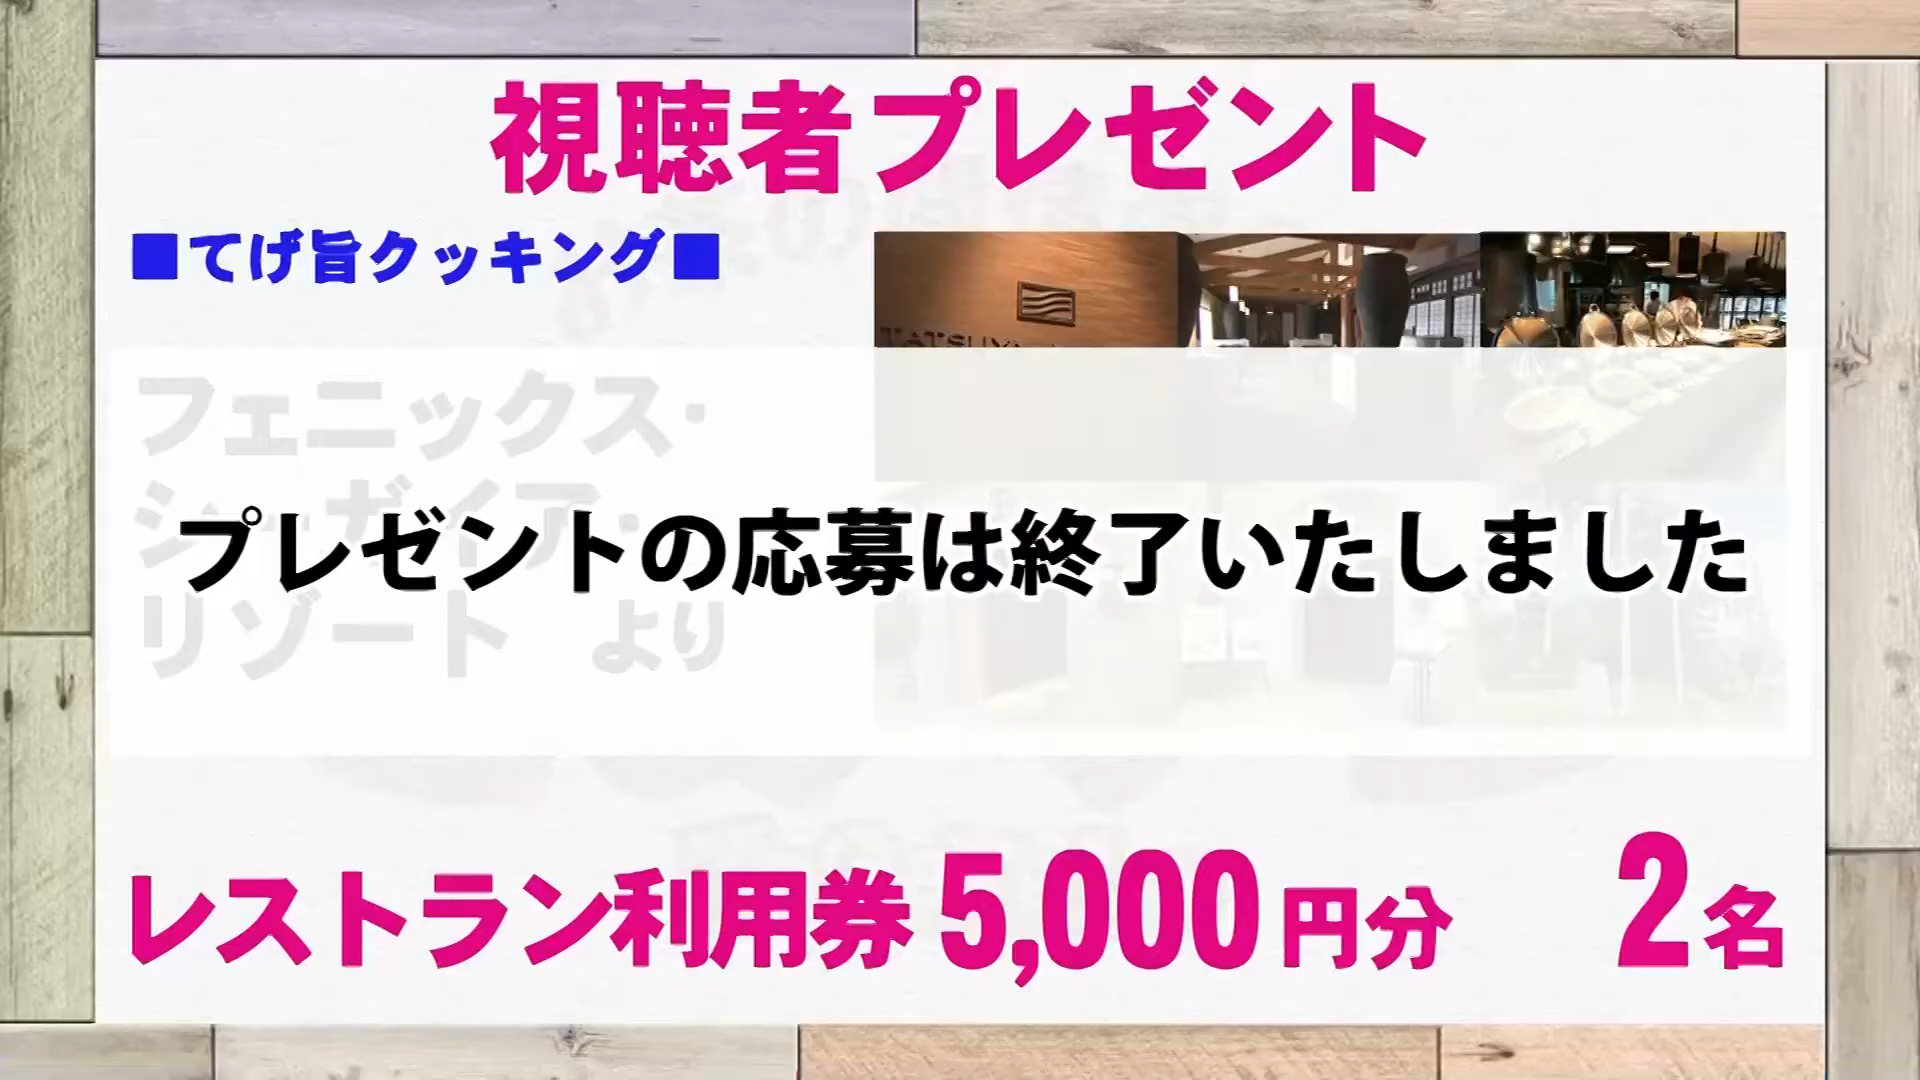 視聴者プレゼント
■てげ旨クッキング■
フェニックス・
シーガイア・
リゾート より
プレゼントの応募は終了いたしました
レストラン利用券 5,000円分 2名